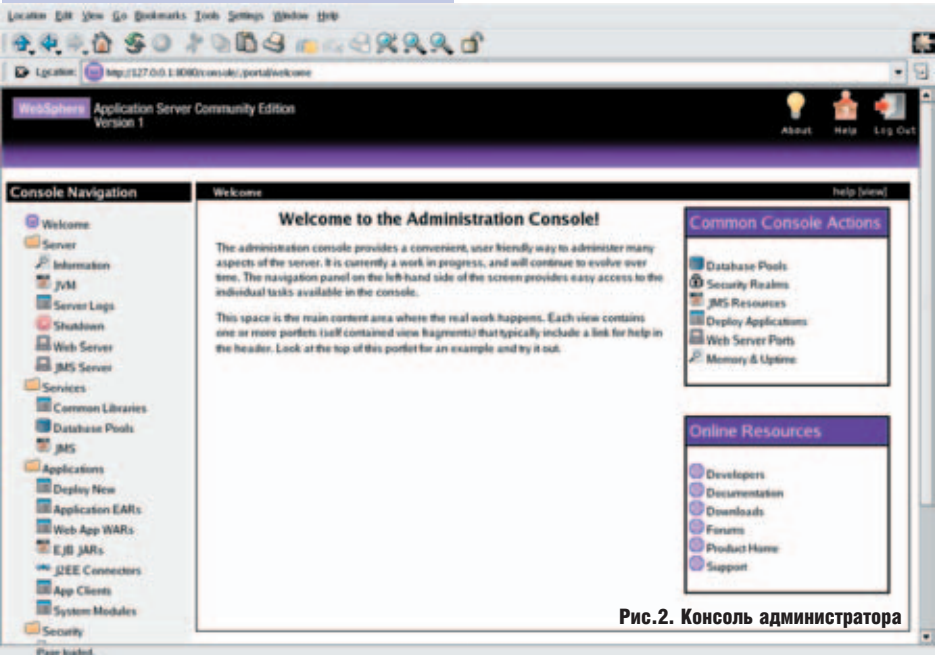 Location Edit View Go Bookmarks Tools Settings Window Help
Location: http://127.0.0.1:8080/console/portal/welcome
WebSphere Application Server Community Edition
Version 1
About Help Log Out
Console Navigation
Welcome
Server
Information
JVM
Server Logs
Shutdown
Web Server
JMS Server
Services
Common Libraries
Database Pools
JMS
Applications
Deploy New
Application EARs
Web App WARs
EJB JARs
J2EE Connectors
App Clients
System Modules
Security
Welcome help [view]
Welcome to the Administration Console!
The administration console provides a convenient, user friendly way to administer many
aspects of the server. It is currently a work in progress, and will continue to evolve over
time. The navigation panel on the left-hand side of the screen provides easy access to the
individual tasks available in the console.
This space is the main content area where the real work happens. Each view contains
one or more portlets (self contained view fragments) that typically include a link for help in
the header. Look at the top of this portlet for an example and try it out.
Common Console Actions
Database Pools
Security Realms
JMS Resources
Deploy Applications
Web Server Ports
Memory & Uptime
Online Resources
Developers
Documentation
Downloads
Forums
Product Home
Support
Рис.2. Консоль администратора
Page loaded.